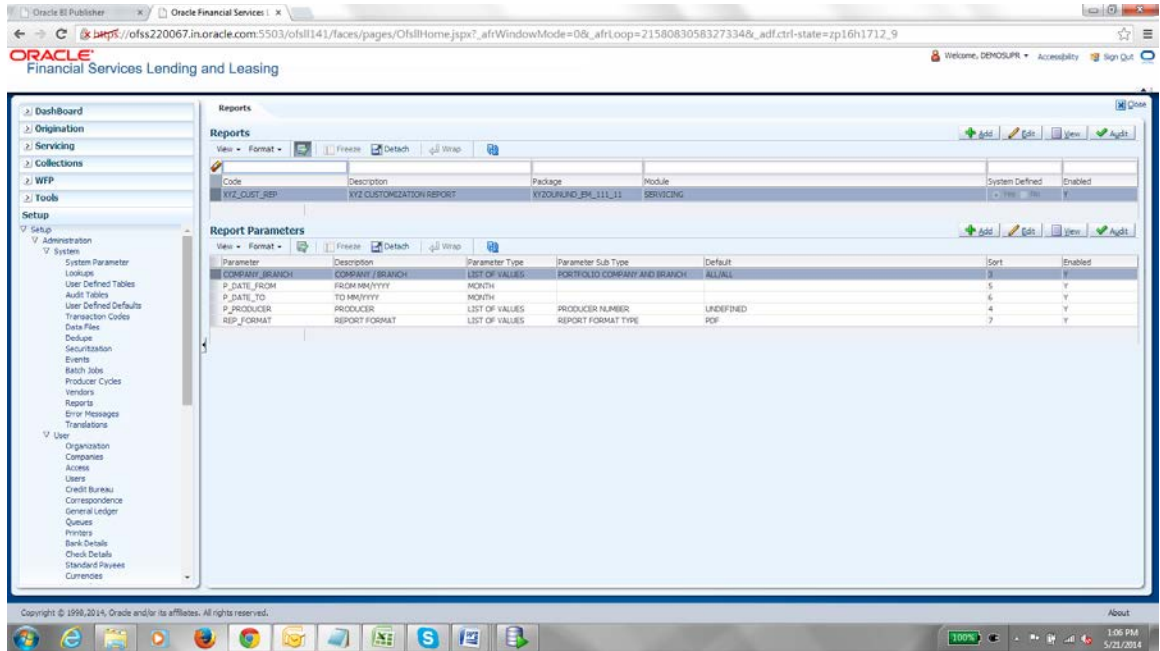 Oracle BI Publisher
Oracle Financial Services L
https://ofss220067.in.oracle.com:5503/ofsll141/faces/pages/OfsllHome.jspx?_afrWindowMode=0&_afrLoop=2158083058327334&_adf.ctrl-state=zp16h1712_9
ORACLE
Financial Services Lending and Leasing
Welcome, DEMOSUPR
Accessibility
Sign Out
DashBoard
Origination
Servicing
Collections
WFP
Tools
Setup
Setup
Administration
System
System Parameter
Lookups
User Defined Tables
Audit Tables
User Defined Defaults
Transaction Codes
Data Files
Dedupe
Securitization
Events
Batch Jobs
Producer Cycles
Vendors
Reports
Error Messages
Translations
User
Organization
Companies
Access
Users
Credit Bureau
Correspondence
General Ledger
Queues
Printers
Bank Details
Check Details
Standard Payees
Currencies
Reports
Close
Reports
Add Edit View Audit
View Format Freeze Detach Wrap
Code Description Package Module System Defined Enabled
XYZ_CUST_REP XYZ CUSTOMIZATION REPORT XYZOUNUND_EM_111_11 SERVICING Yes No Y
Report Parameters
Add Edit View Audit
View Format Freeze Detach Wrap
Parameter Description Parameter Type Parameter Sub Type Default Sort Enabled
COMPANY_BRANCH COMPANY / BRANCH LIST OF VALUES PORTFOLIO COMPANY AND BRANCH ALL/ALL 3 Y
P_DATE_FROM FROM MM/YYYY MONTH 5 Y
P_DATE_TO TO MM/YYYY MONTH 6 Y
P_PRODUCER PRODUCER LIST OF VALUES PRODUCER NUMBER UNDEFINED 4 Y
REP_FORMAT REPORT FORMAT LIST OF VALUES REPORT FORMAT TYPE PDF 7 Y
Copyright © 1998,2014, Oracle and/or its affiliates. All rights reserved.
About
100%
1:06 PM
5/21/2014